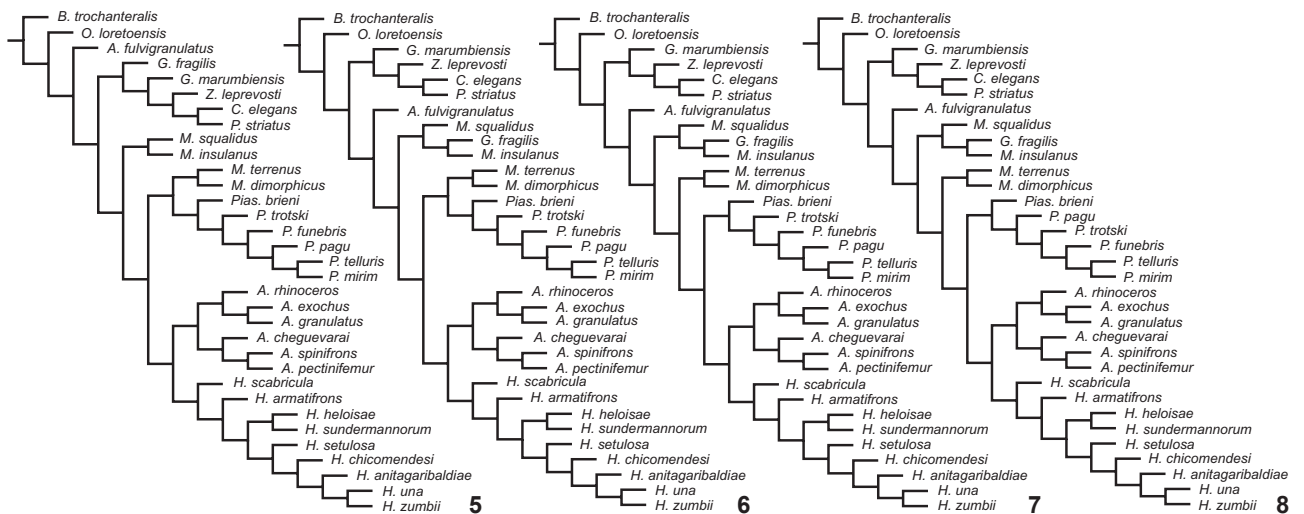 B. trochanteralis
O. loretoensis
A. fulvigranulatus
G. fragilis
G. marumbiensis
Z. leprevosti
C. elegans
P. striatus
M. squalidus
M. insulanus
M. terrenus
M. dimorphicus
Pias. brieni
P. trotski
P. funebris
P. pagu
P. telluris
P. mirim
A. rhinoceros
A. exochus
A. granulatus
A. cheguevarai
A. spinifrons
A. pectinifemur
H. scabricula
H. armatifrons
H. heloisae
H. sundermannorum
H. setulosa
H. chicomendesi
H. anitagaribaldiae
H. una
H. zumbii
5
B. trochanteralis
O. loretoensis
G. marumbiensis
Z. leprevosti
C. elegans
P. striatus
A. fulvigranulatus
M. squalidus
G. fragilis
M. insulanus
M. terrenus
M. dimorphicus
Pias. brieni
P. trotski
P. funebris
P. pagu
P. telluris
P. mirim
A. rhinoceros
A. exochus
A. granulatus
A. cheguevarai
A. spinifrons
A. pectinifemur
H. scabricula
H. armatifrons
H. heloisae
H. sundermannorum
H. setulosa
H. chicomendesi
H. anitagaribaldiae
H. una
H. zumbii
6
B. trochanteralis
O. loretoensis
G. marumbiensis
Z. leprevosti
C. elegans
P. striatus
A. fulvigranulatus
M. squalidus
G. fragilis
M. insulanus
M. terrenus
M. dimorphicus
Pias. brieni
P. trotski
P. funebris
P. pagu
P. telluris
P. mirim
A. rhinoceros
A. exochus
A. granulatus
A. cheguevarai
A. spinifrons
A. pectinifemur
H. scabricula
H. armatifrons
H. heloisae
H. sundermannorum
H. setulosa
H. chicomendesi
H. anitagaribaldiae
H. una
H. zumbii
7
B. trochanteralis
O. loretoensis
G. marumbiensis
Z. leprevosti
C. elegans
P. striatus
A. fulvigranulatus
M. squalidus
G. fragilis
M. insulanus
M. terrenus
M. dimorphicus
Pias. brieni
P. pagu
P. trotski
P. funebris
P. telluris
P. mirim
A. rhinoceros
A. exochus
A. granulatus
A. cheguevarai
A. spinifrons
A. pectinifemur
H. scabricula
H. armatifrons
H. heloisae
H. sundermannorum
H. setulosa
H. chicomendesi
H. anitagaribaldiae
H. una
H. zumbii
8